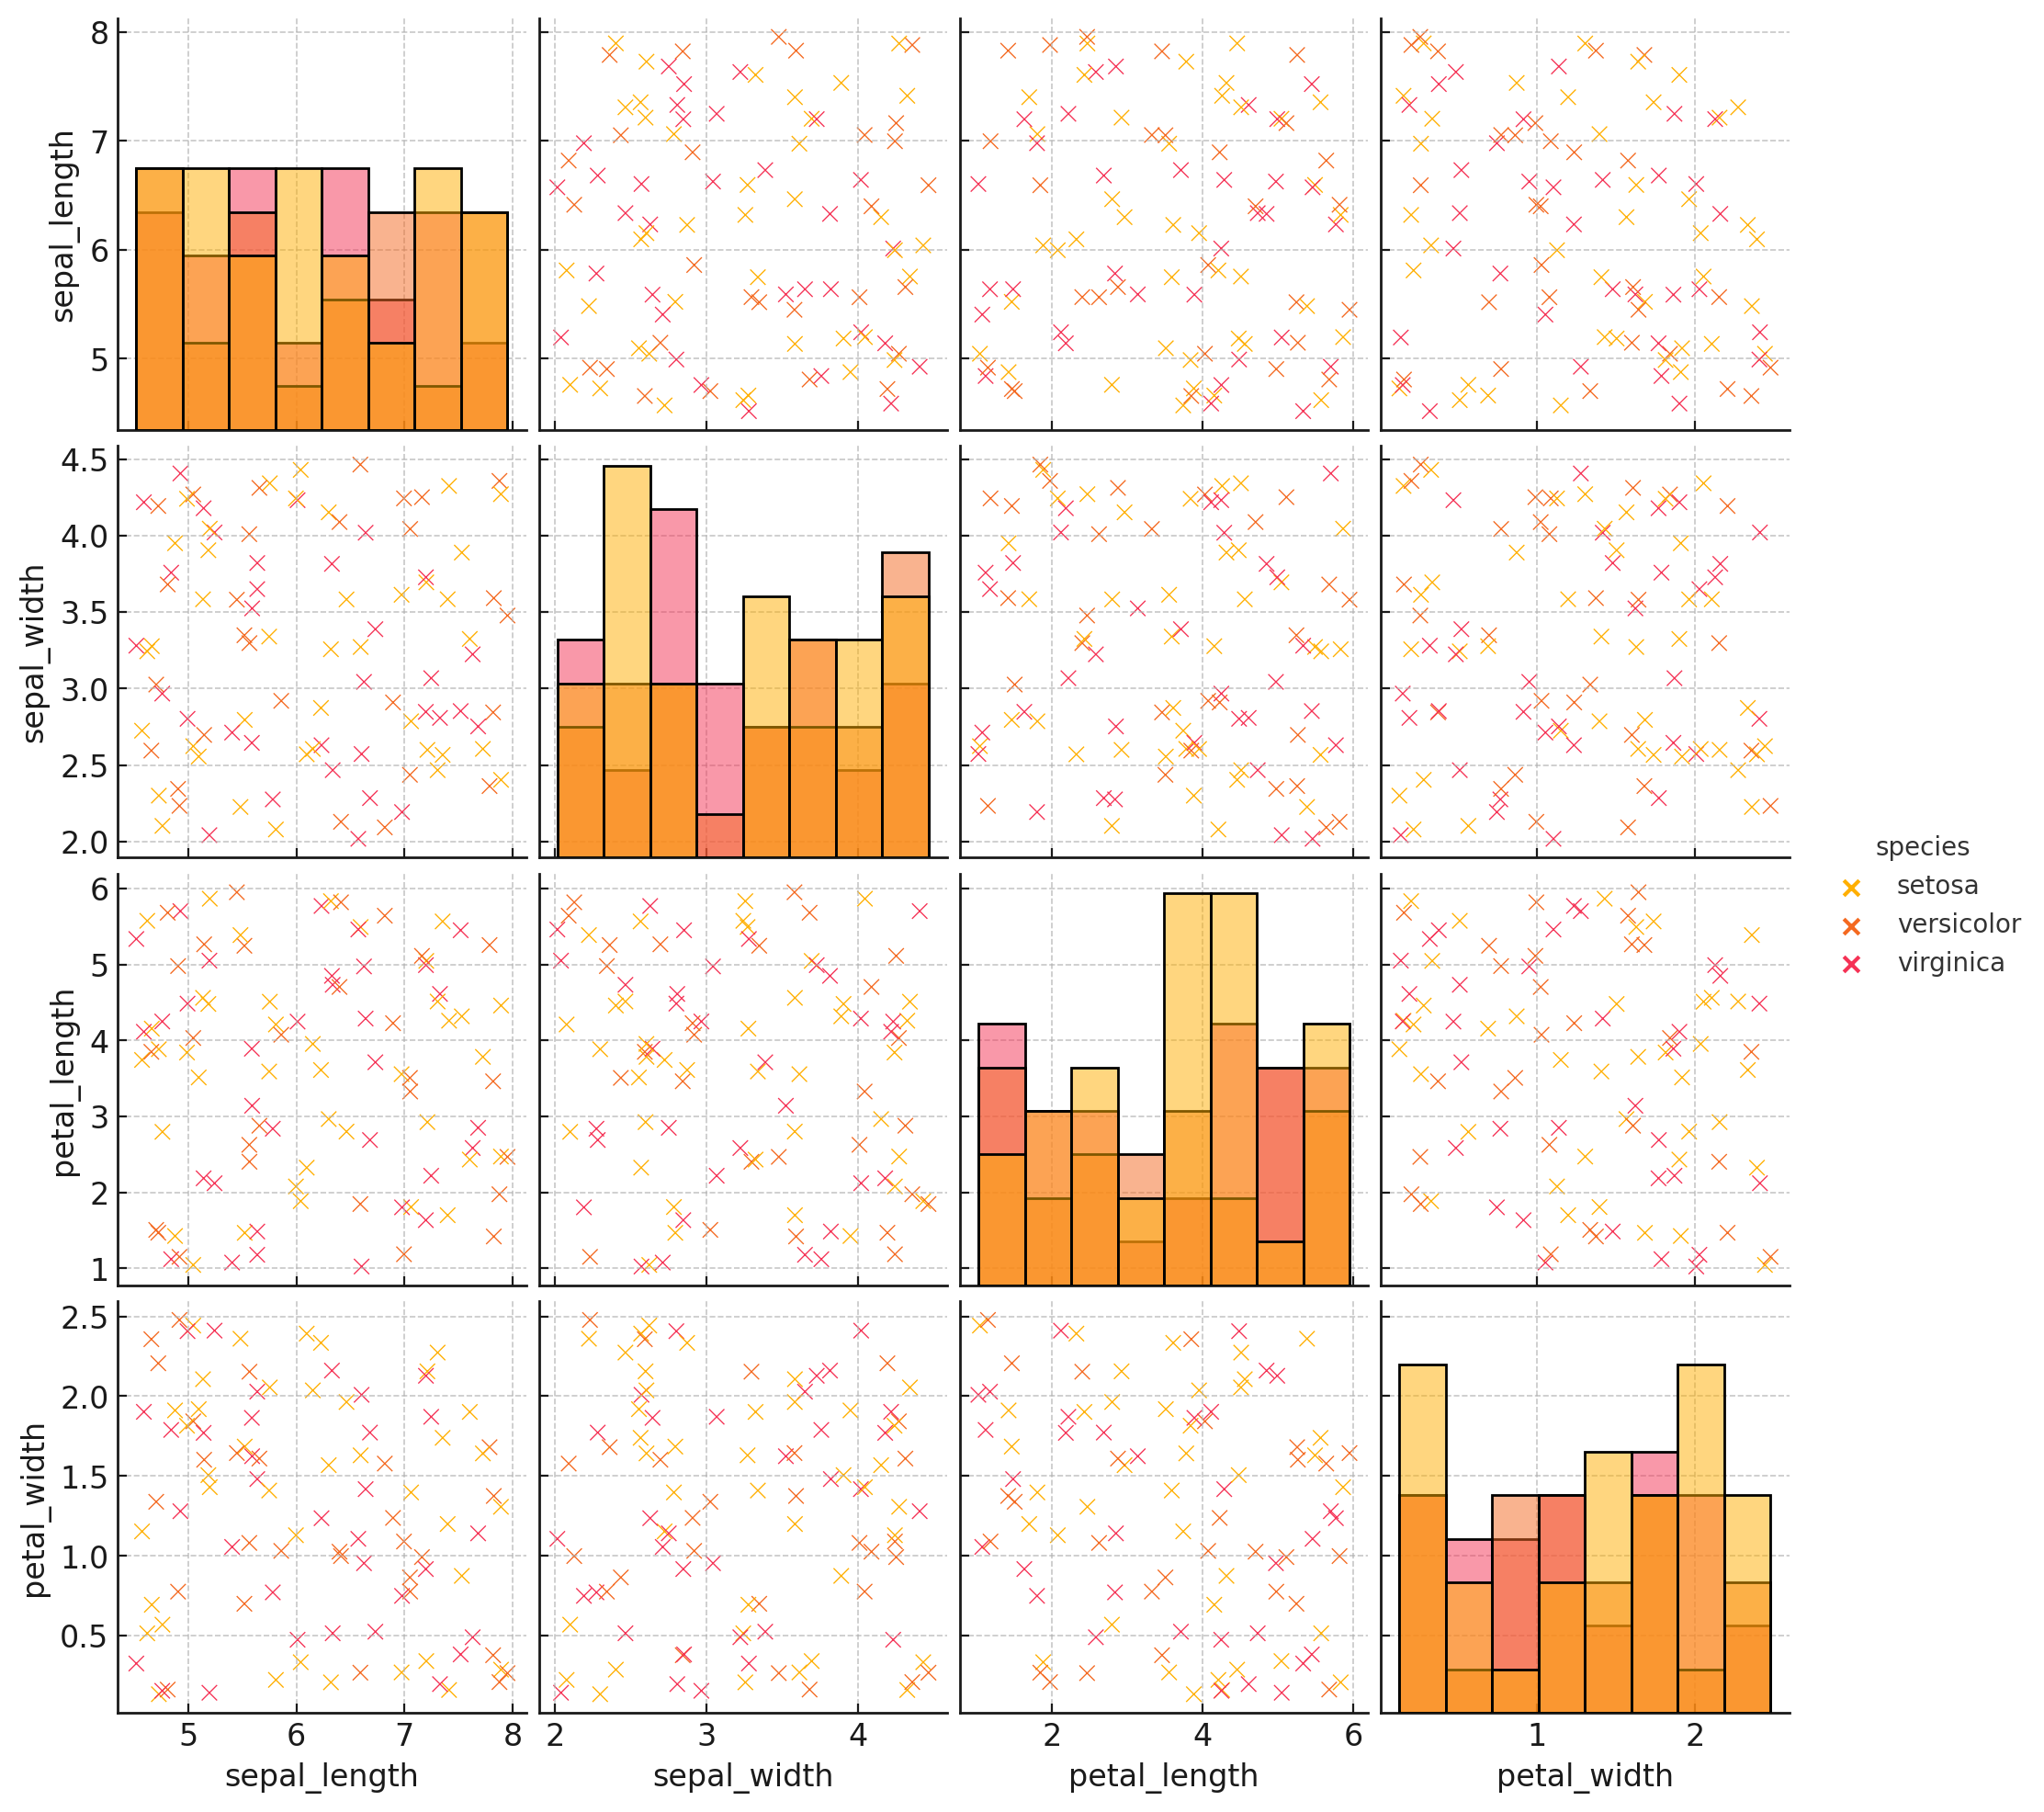 8
7
6
5
sepal_length
4.5
4.0
3.5
3.0
2.5
2.0
sepal_width
species
setosa
versicolor
virginica
6
5
4
3
2
1
petal_length
2.5
2.0
1.5
1.0
0.5
petal_width
5 6 7 8
2 3 4
2 4 6
1 2
sepal_length
sepal_width
petal_length
petal_width